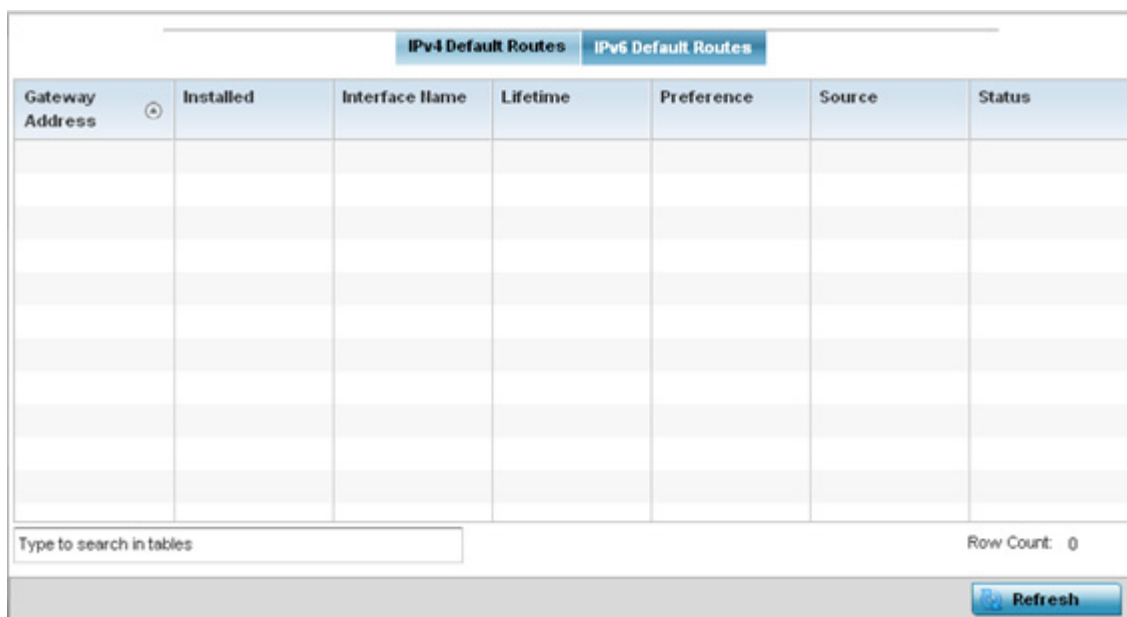 IPv4 Default Routes IPv6 Default Routes
Gateway Address Installed Interface Name Lifetime Preference Source Status
Type to search in tables Row Count: 0
Refresh